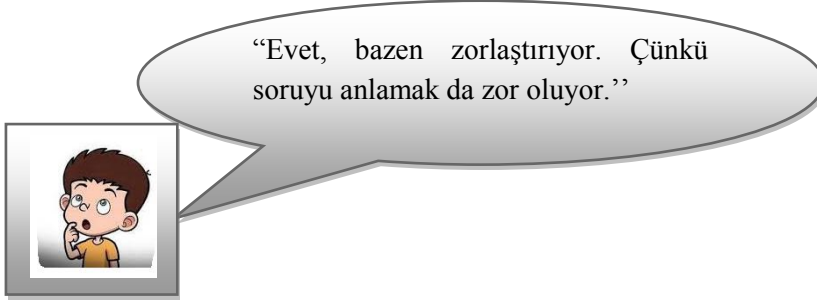 “Evet, bazen zorlaştırıyor. Çünkü
soruyu anlamak da zor oluyor.’’